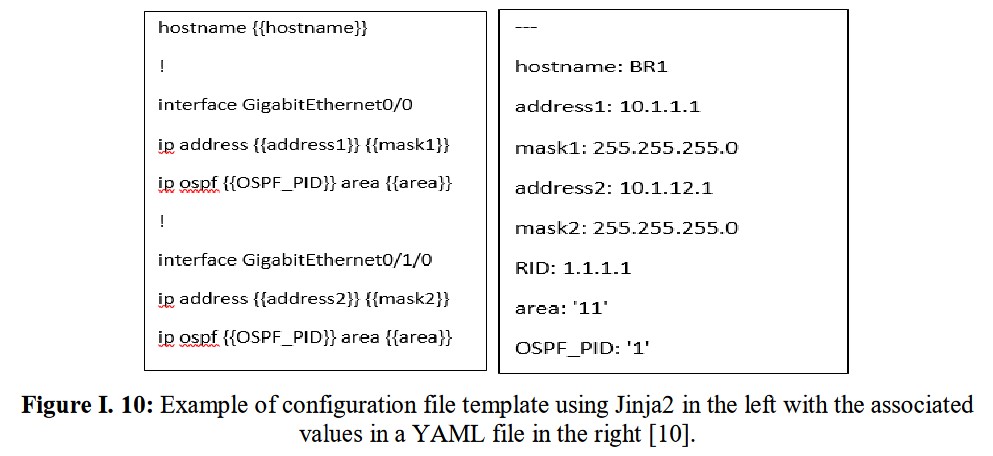 hostname {{hostname}}
!
interface GigabitEthernet0/0
ip address {{address1}} {{mask1}}
ip ospf {{OSPF_PID}} area {{area}}
!
interface GigabitEthernet0/1/0
ip address {{address2}} {{mask2}}
ip ospf {{OSPF_PID}} area {{area}}
---
hostname: BR1
address1: 10.1.1.1
mask1: 255.255.255.0
address2: 10.1.12.1
mask2: 255.255.255.0
RID: 1.1.1.1
area: '11'
OSPF_PID: '1'
Figure I. 10: Example of configuration file template using Jinja2 in the left with the associated
values in a YAML file in the right [10].